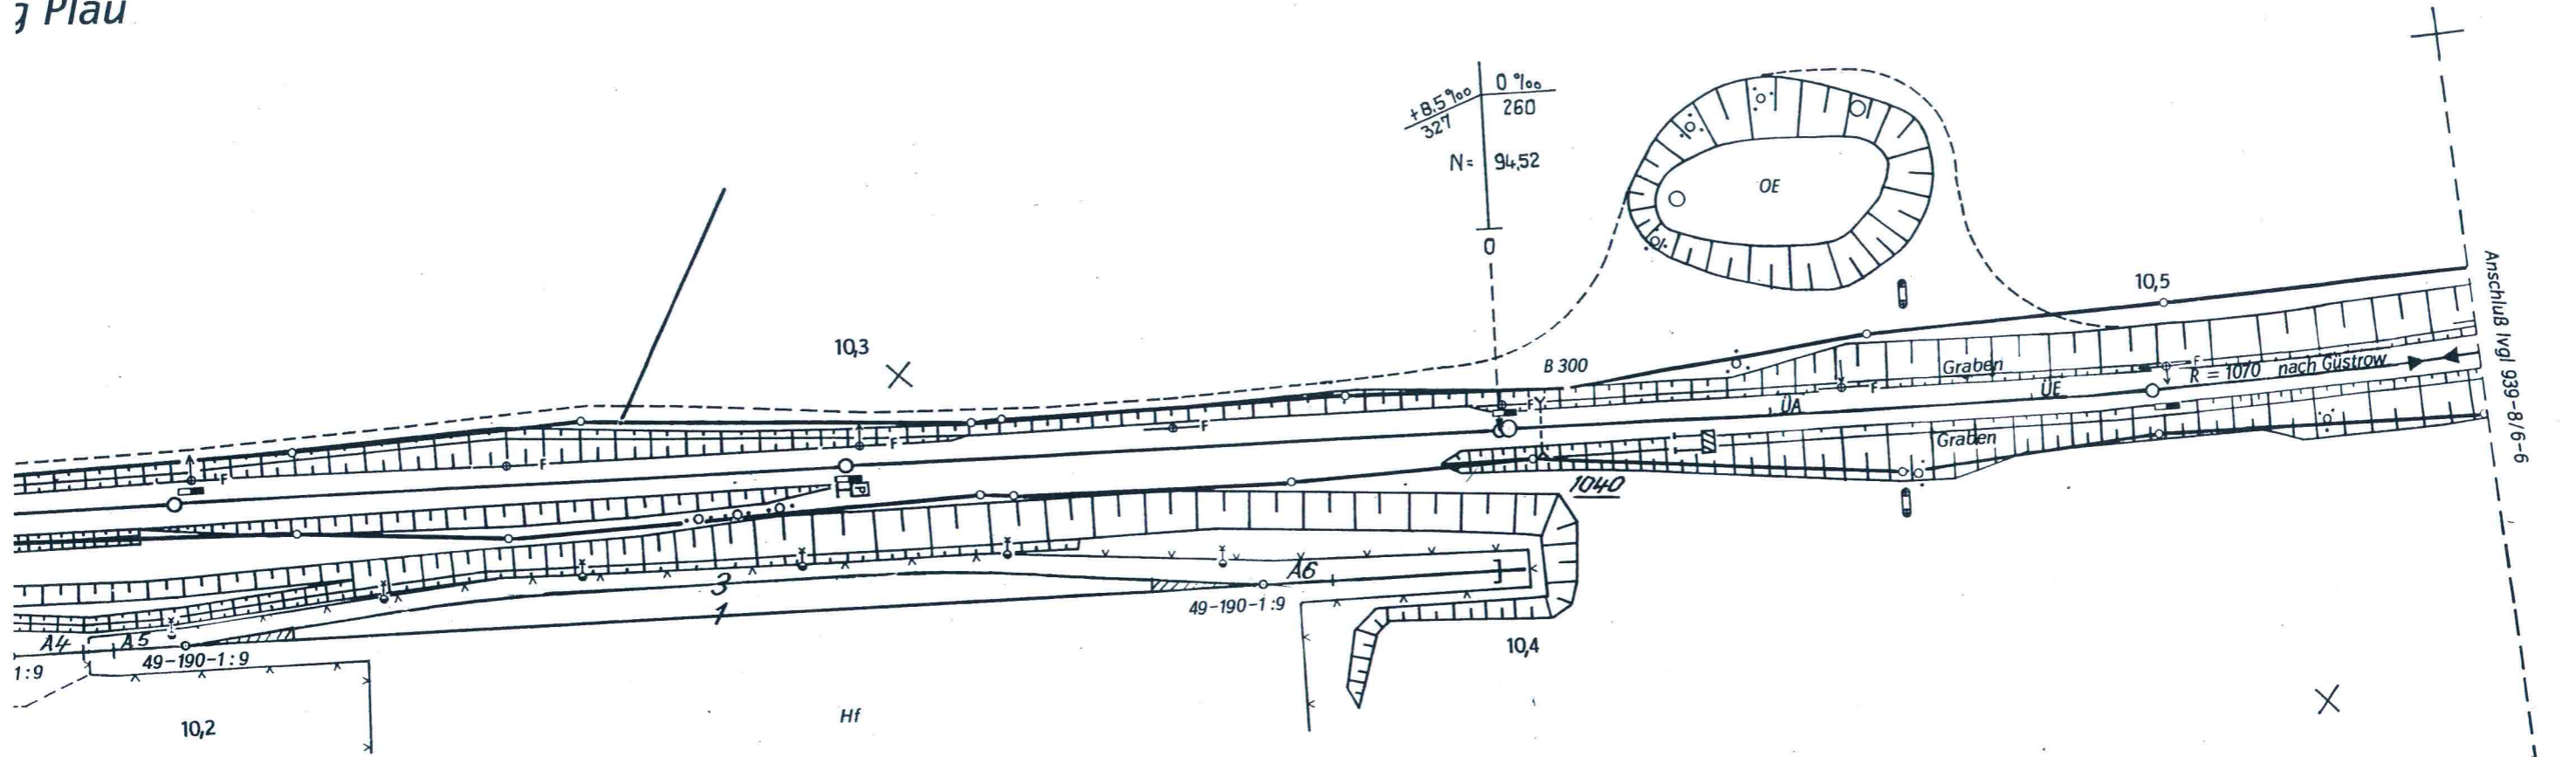 g Plau
0 ‰
+8.5 ‰
260
327
N= 94,52
0
OE
10,5
10,3
B 300
Graben
F
R = 1070 nach Güstrow
Anschluß lvgl 939-8/6-6
F
ÜA
ÜE
F
F
F
F
F
Graben
1040
P
3
1
A6
49-190-1:9
A4
A5
49-190-1:9
1:9
10,4
10,2
Hf